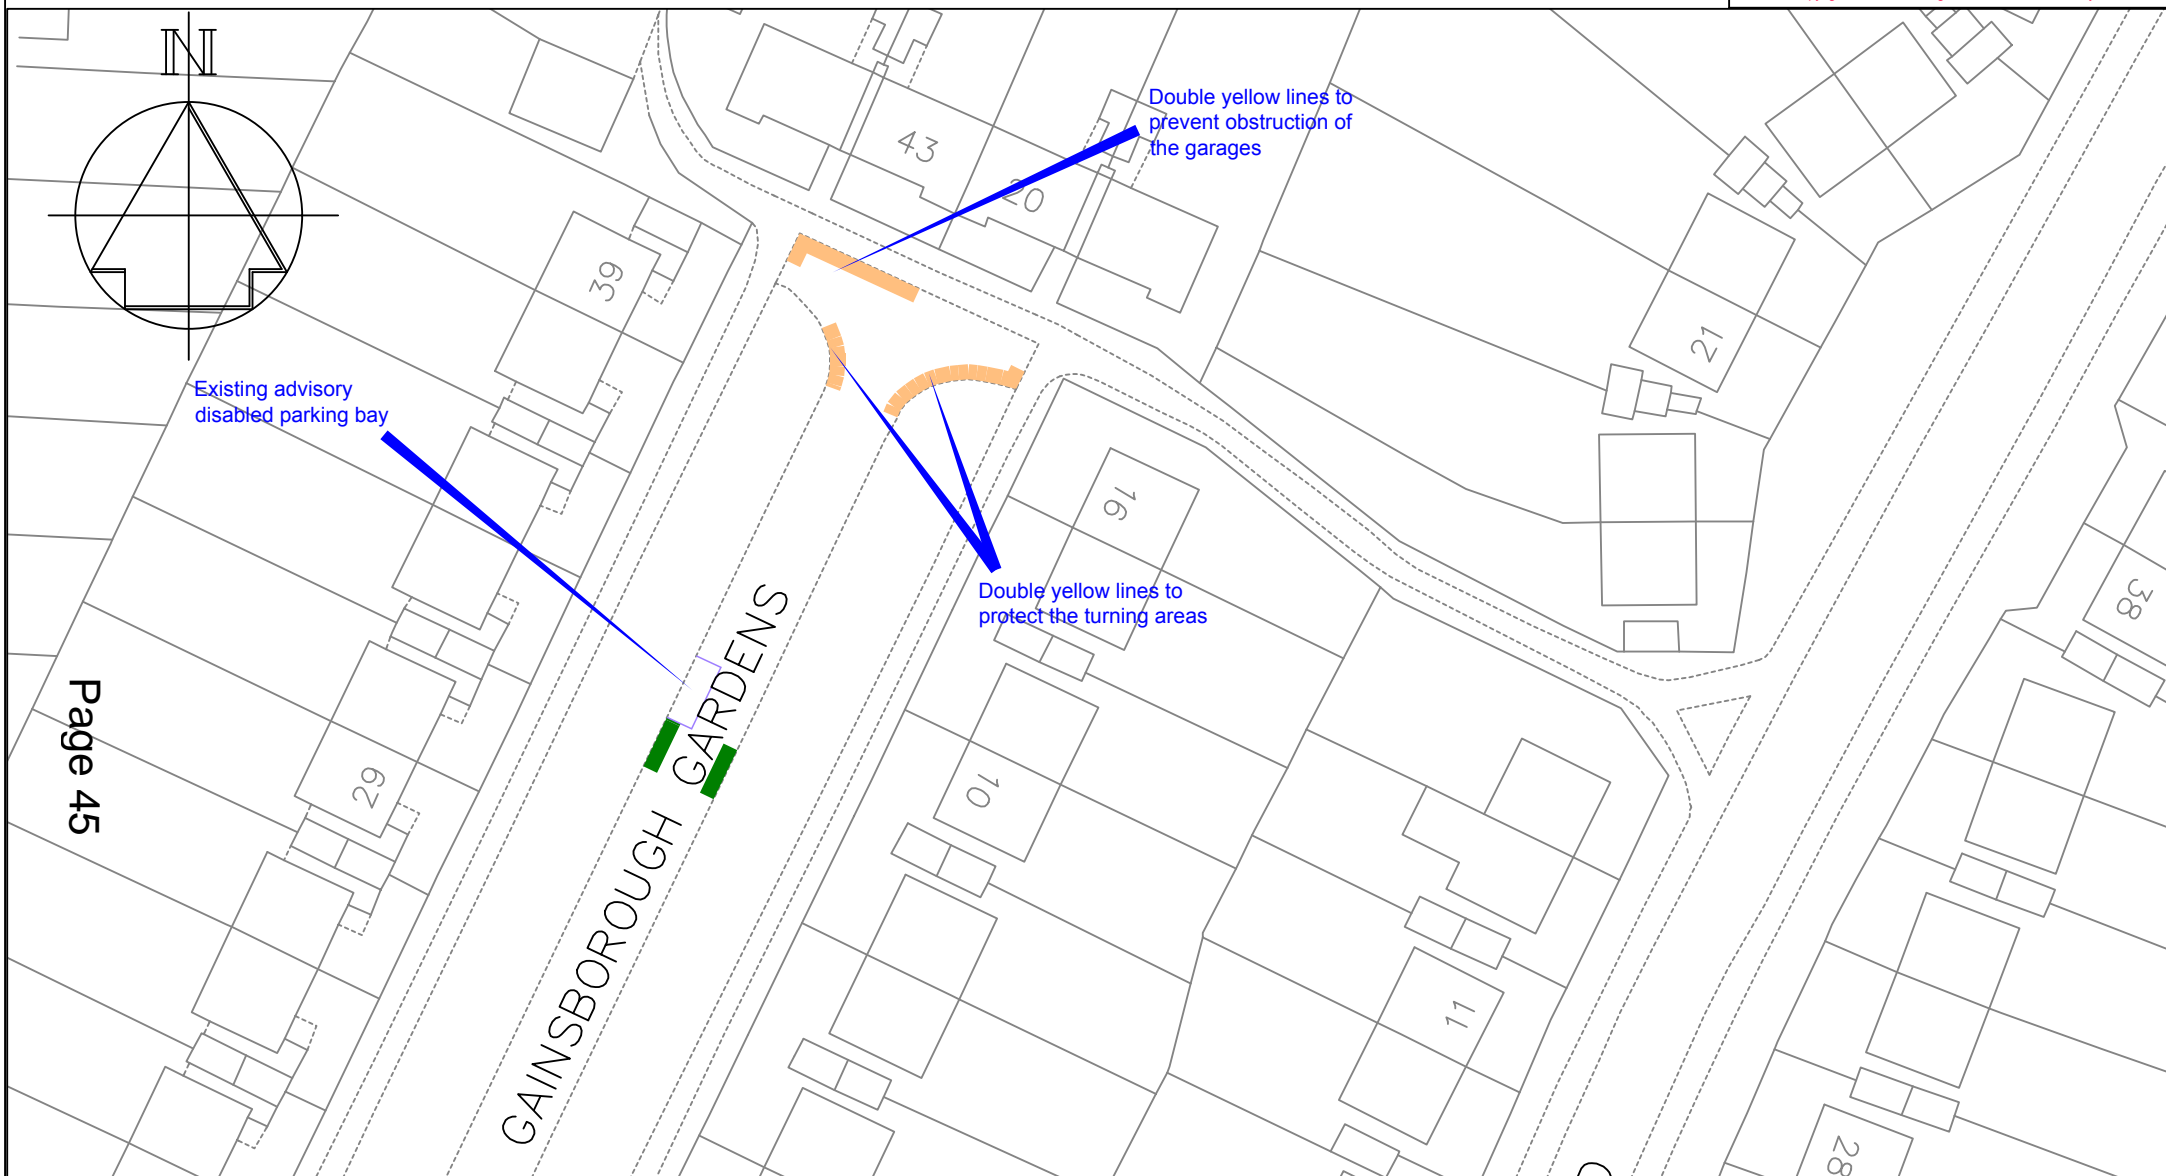 N
Double yellow lines to
prevent obstruction of
the garages
43
20
39
21
Existing advisory
disabled parking bay
16
Double yellow lines to
protect the turning areas
38
Page 45
29
10
GAINSBOROUGH GARDENS
11
28